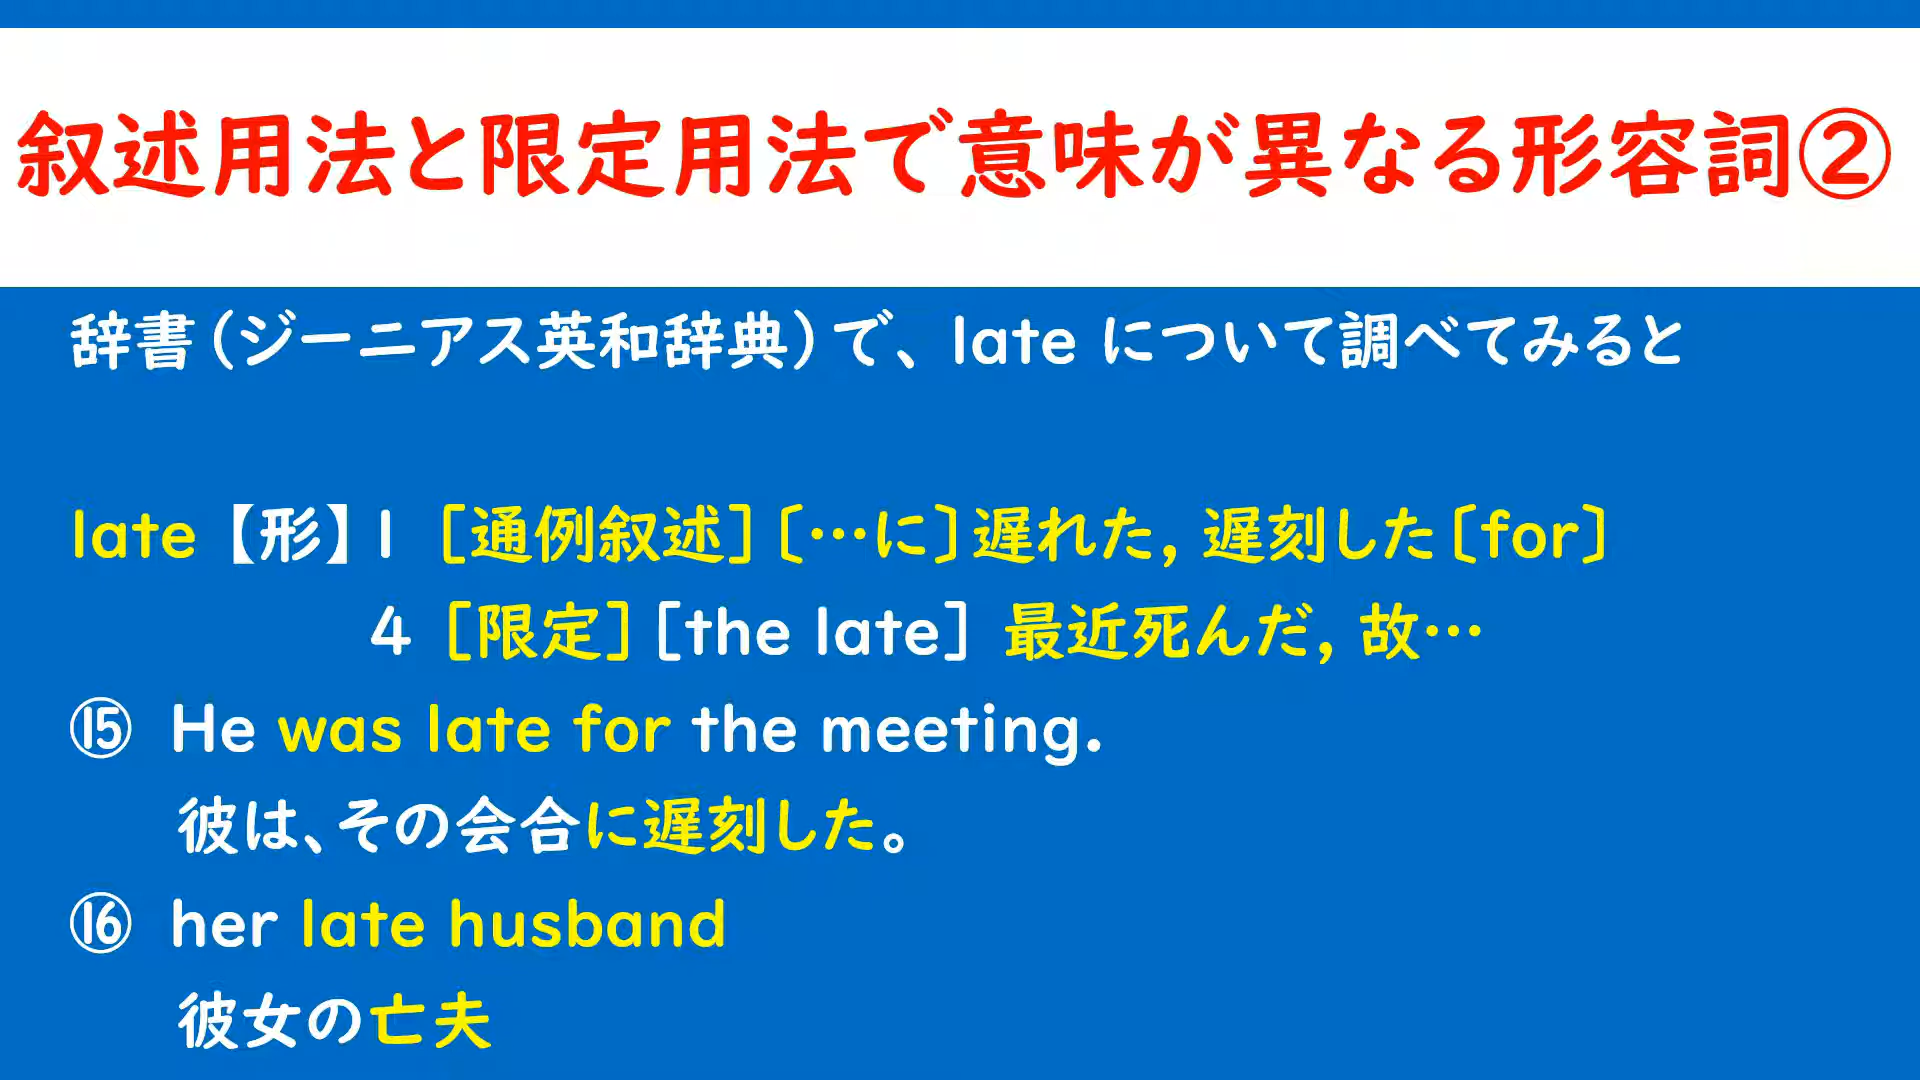 叙述用法と限定用法で意味が異なる形容詞②
辞書(ジーニアス英和辞典)で、late について調べてみると
late【形】1 [通例叙述]〔…に〕遅れた, 遅刻した〔for〕
4 [限定][the late] 最近死んだ, 故…
⑮ He was late for the meeting.
彼は、その会合に遅刻した。
⑯ her late husband
彼女の亡夫